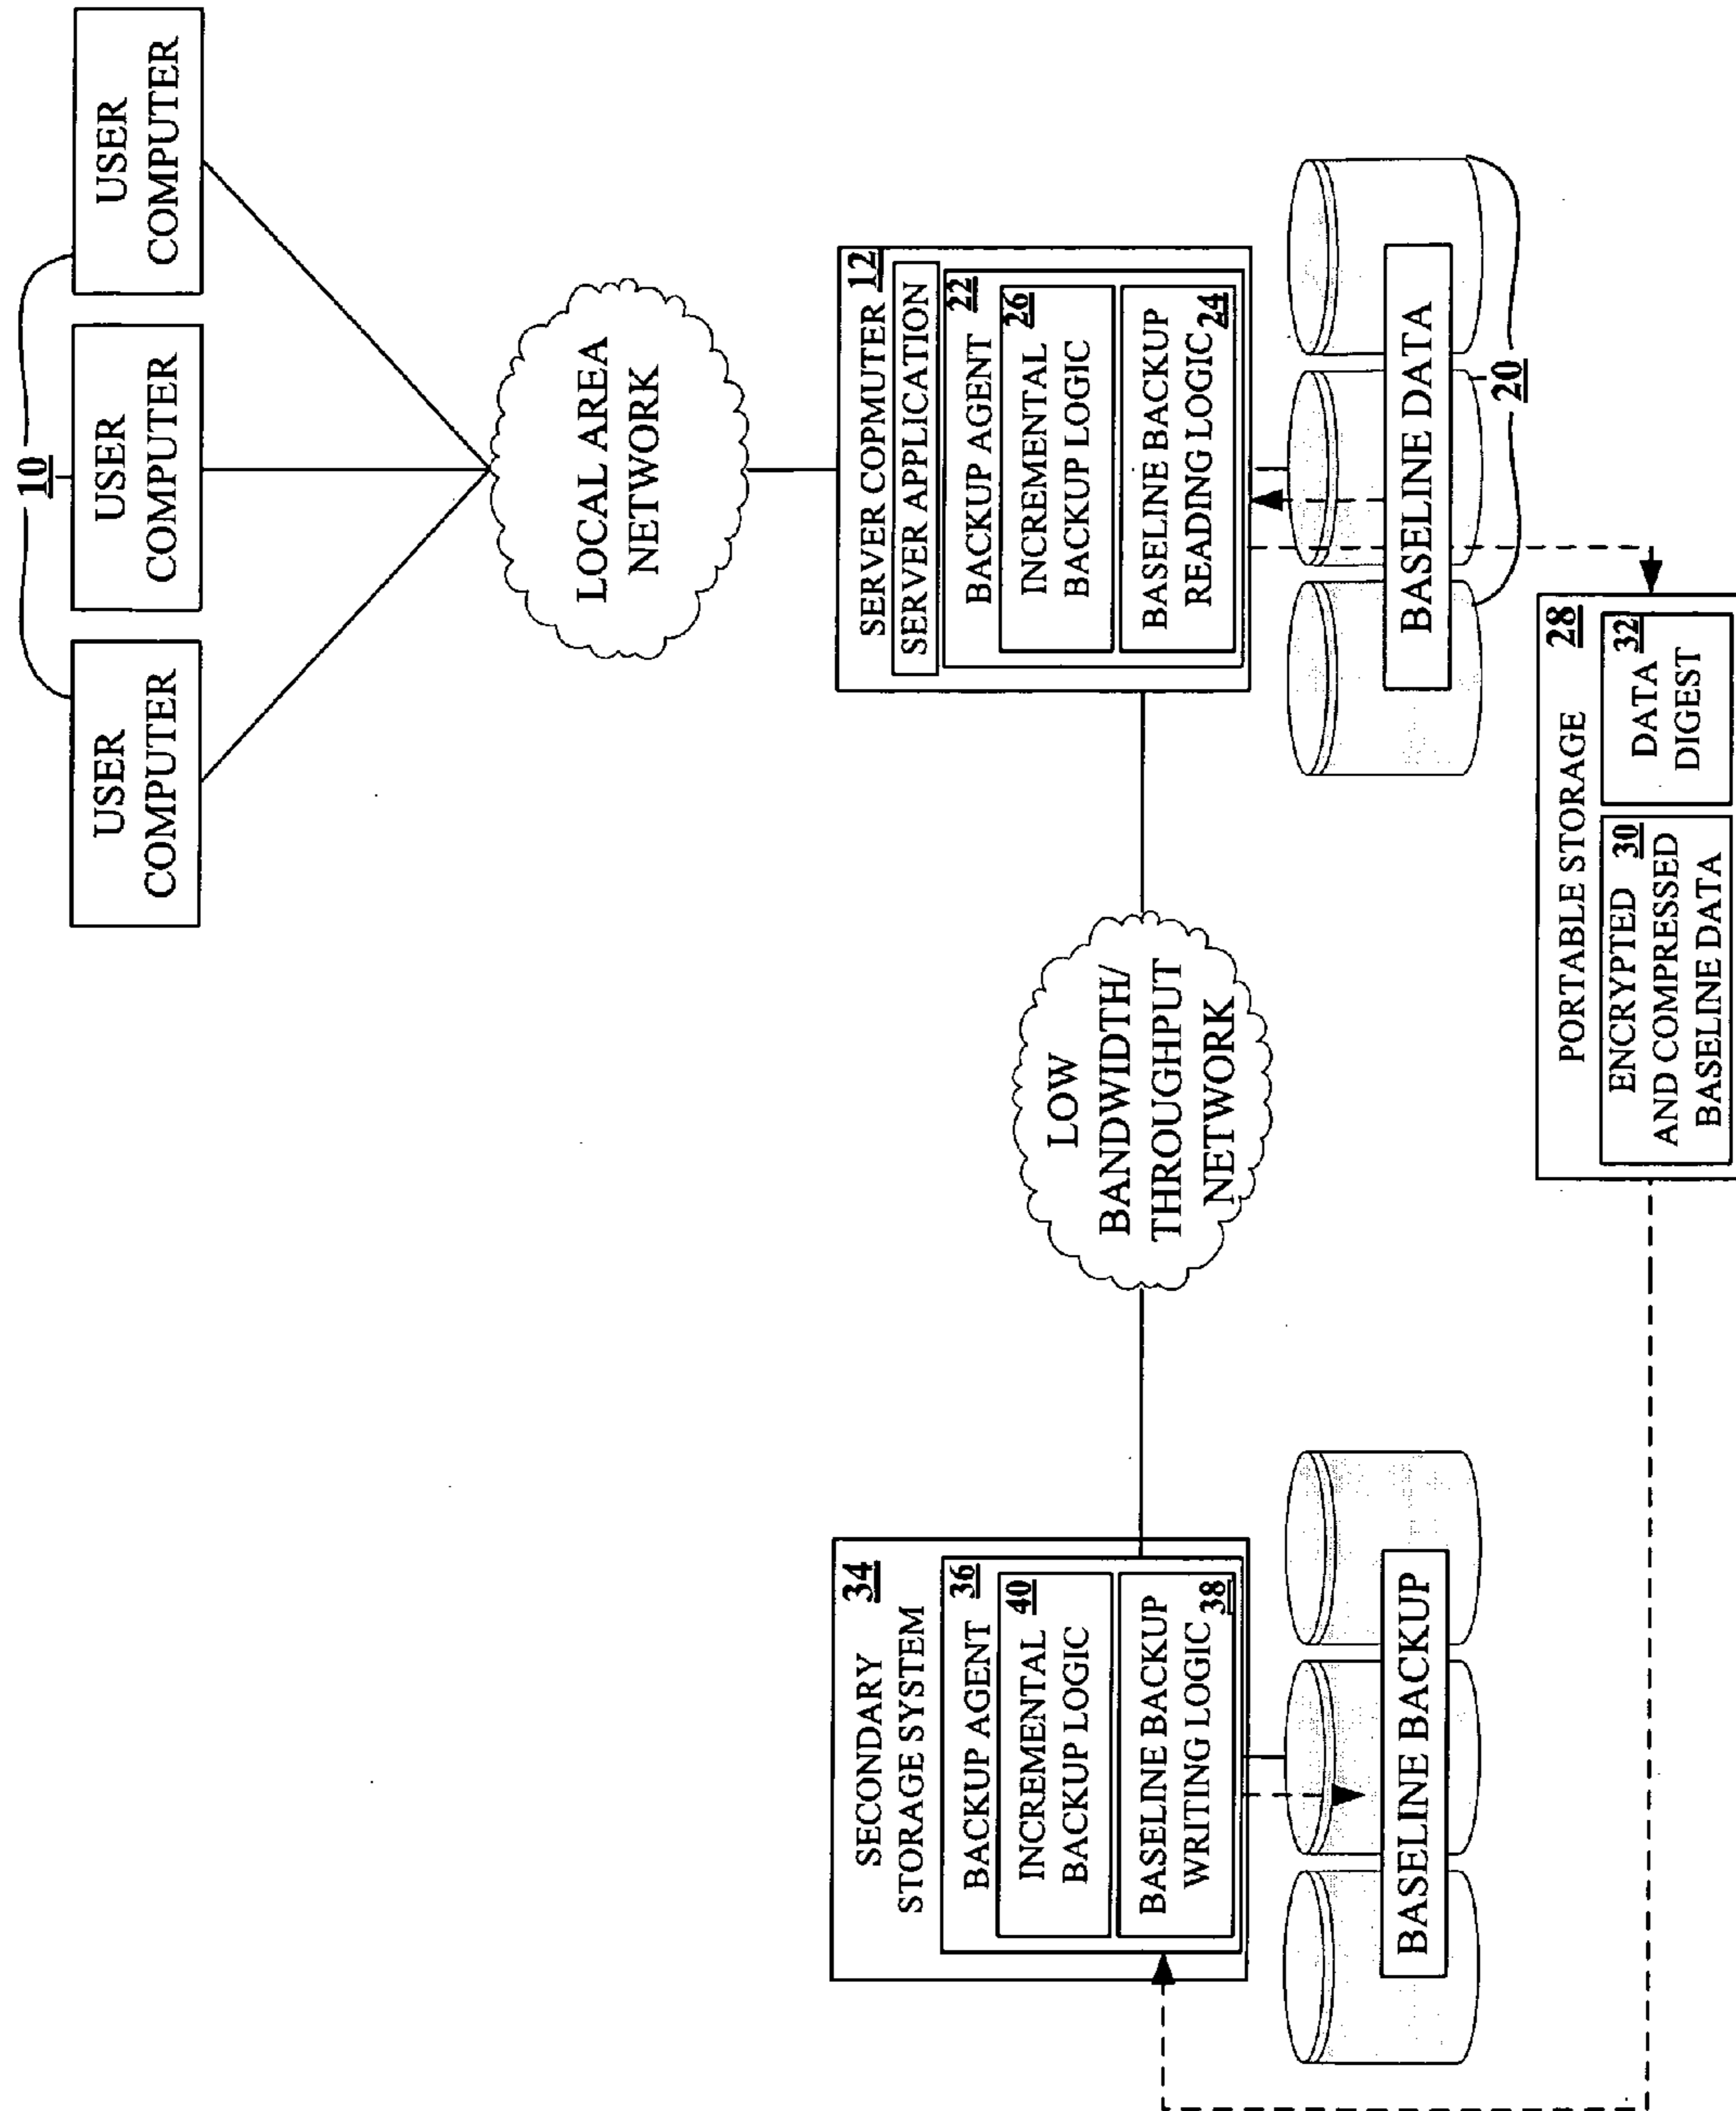 10
USER
COMPUTER
USER
COMPUTER
USER
COMPUTER
LOCAL AREA
NETWORK
SERVER COPMUTER 12
SERVER APPLICATION
BACKUP AGENT 22
INCREMENTAL 26
BACKUP LOGIC
BASELINE BACKUP
READING LOGIC 24
BASELINE DATA
20
LOW
BANDWIDTH/
THROUGHPUT
NETWORK
SECONDARY 34
STORAGE SYSTEM
BACKUP AGENT 36
INCREMENTAL 40
BACKUP LOGIC
BASELINE BACKUP
WRITING LOGIC 38
BASELINE BACKUP
PORTABLE STORAGE 28
ENCRYPTED 30
AND COMPRESSED
BASELINE DATA
DATA 32
DIGEST